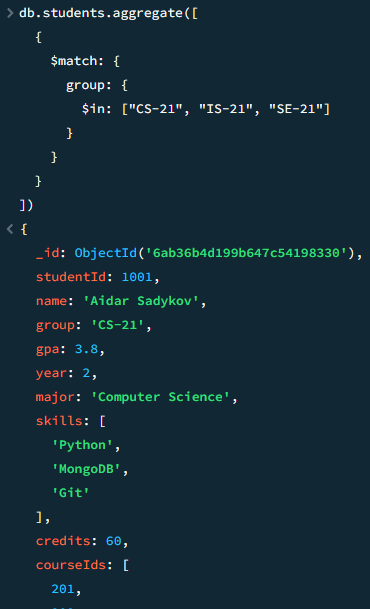 db.students.aggregate([
{
$match: {
group: {
$in: ["CS-21", "IS-21", "SE-21"]
}
}
}
])
{
_id: ObjectId('6ab36b4d199b647c54198330'),
studentId: 1001,
name: 'Aidar Sadykov',
group: 'CS-21',
gpa: 3.8,
year: 2,
major: 'Computer Science',
skills: [
'Python',
'MongoDB',
'Git'
],
credits: 60,
courseIds: [
201,